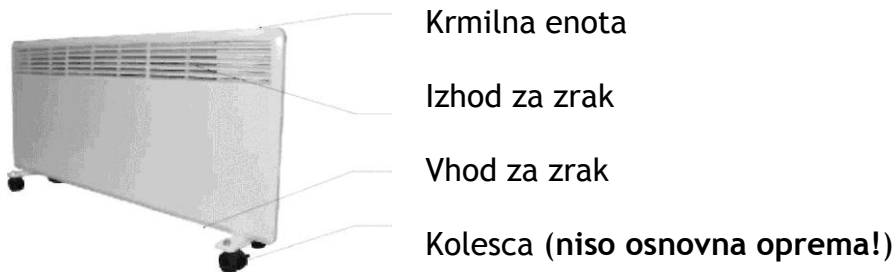 Krmilna enota
Izhod za zrak
Vhod za zrak
Kolesca (niso osnovna oprema!)